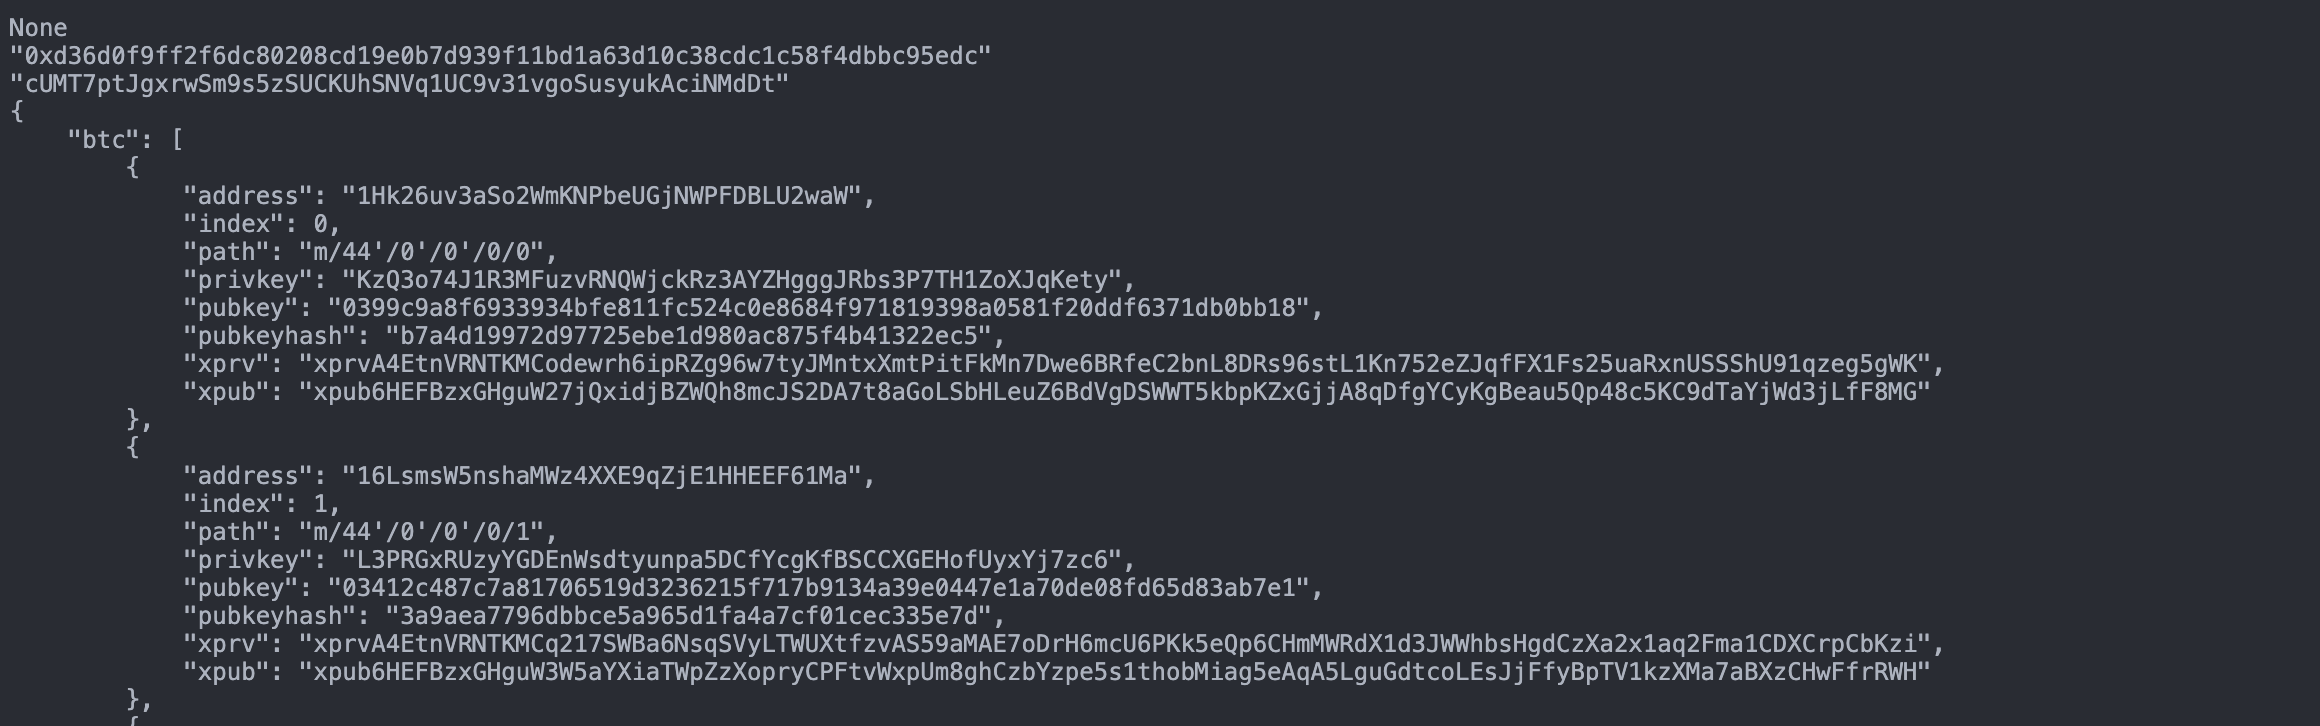 None
"0xd36d0f9ff2f6dc80208cd19e0b7d939f11bd1a63d10c38cdc1c58f4dbbc95edc"
"cUMT7ptJgxrwSm9s5zSUCKUhSNVq1UC9v31vgoSusyukAciNMdDt"
{
    "btc": [
        {
            "address": "1Hk26uv3aSo2WmKNPbeUGjNWPFDBLU2waW",
            "index": 0,
            "path": "m/44'/0'/0'/0/0",
            "privkey": "KzQ3o74J1R3MFuzvRNQWjckRz3AYZHgggJRbs3P7TH1ZoXJqKety",
            "pubkey": "0399c9a8f6933934bfe811fc524c0e8684f971819398a0581f20ddf6371db0bb18",
            "pubkeyhash": "b7a4d19972d97725ebe1d980ac875f4b41322ec5",
            "xprv": "xprvA4EtnVRNTKMCodewrh6ipRZg96w7tyJMntxXmtPitFkMn7Dwe6BRfeC2bnL8DRs96stL1Kn752eZJqfFX1Fs25uaRxnUSSShU91qzeg5gWK",
            "xpub": "xpub6HEFBzxGHguW27jQxidjBZWQh8mcJS2DA7t8aGoLSbHLeuZ6BdVgDSWWT5kbpKZxGjjA8qDfgYCyKgBeau5Qp48c5KC9dTaYjWd3jLfF8MG"
        },
        {
            "address": "16LsmsW5nshaMWz4XXE9qZjE1HHEEF61Ma",
            "index": 1,
            "path": "m/44'/0'/0'/0/1",
            "privkey": "L3PRGxRUzyYGDEnWsdtyunpa5DCfYcgKfBSCCXGEHofUyxYj7zc6",
            "pubkey": "03412c487c7a81706519d3236215f717b9134a39e0447e1a70de08fd65d83ab7e1",
            "pubkeyhash": "3a9aea7796dbbce5a965d1fa4a7cf01cec335e7d",
            "xprv": "xprvA4EtnVRNTKMCq217SWBa6NsqSVyLTWUXtfzvAS59aMAE7oDrH6mcU6PKk5eQp6CHmMWRdX1d3JWWhbsHgdCzXa2x1aq2Fma1CDXCrpCbKzi",
            "xpub": "xpub6HEFBzxGHguW3W5aYXiaTWpZzXopryCPFtvWxpUm8ghCzbYzpe5s1thobMiag5eAqA5LguGdtcoLEsJjFfyBpTV1kzXMa7aBXzCHwFfrRWH"
        },
        {